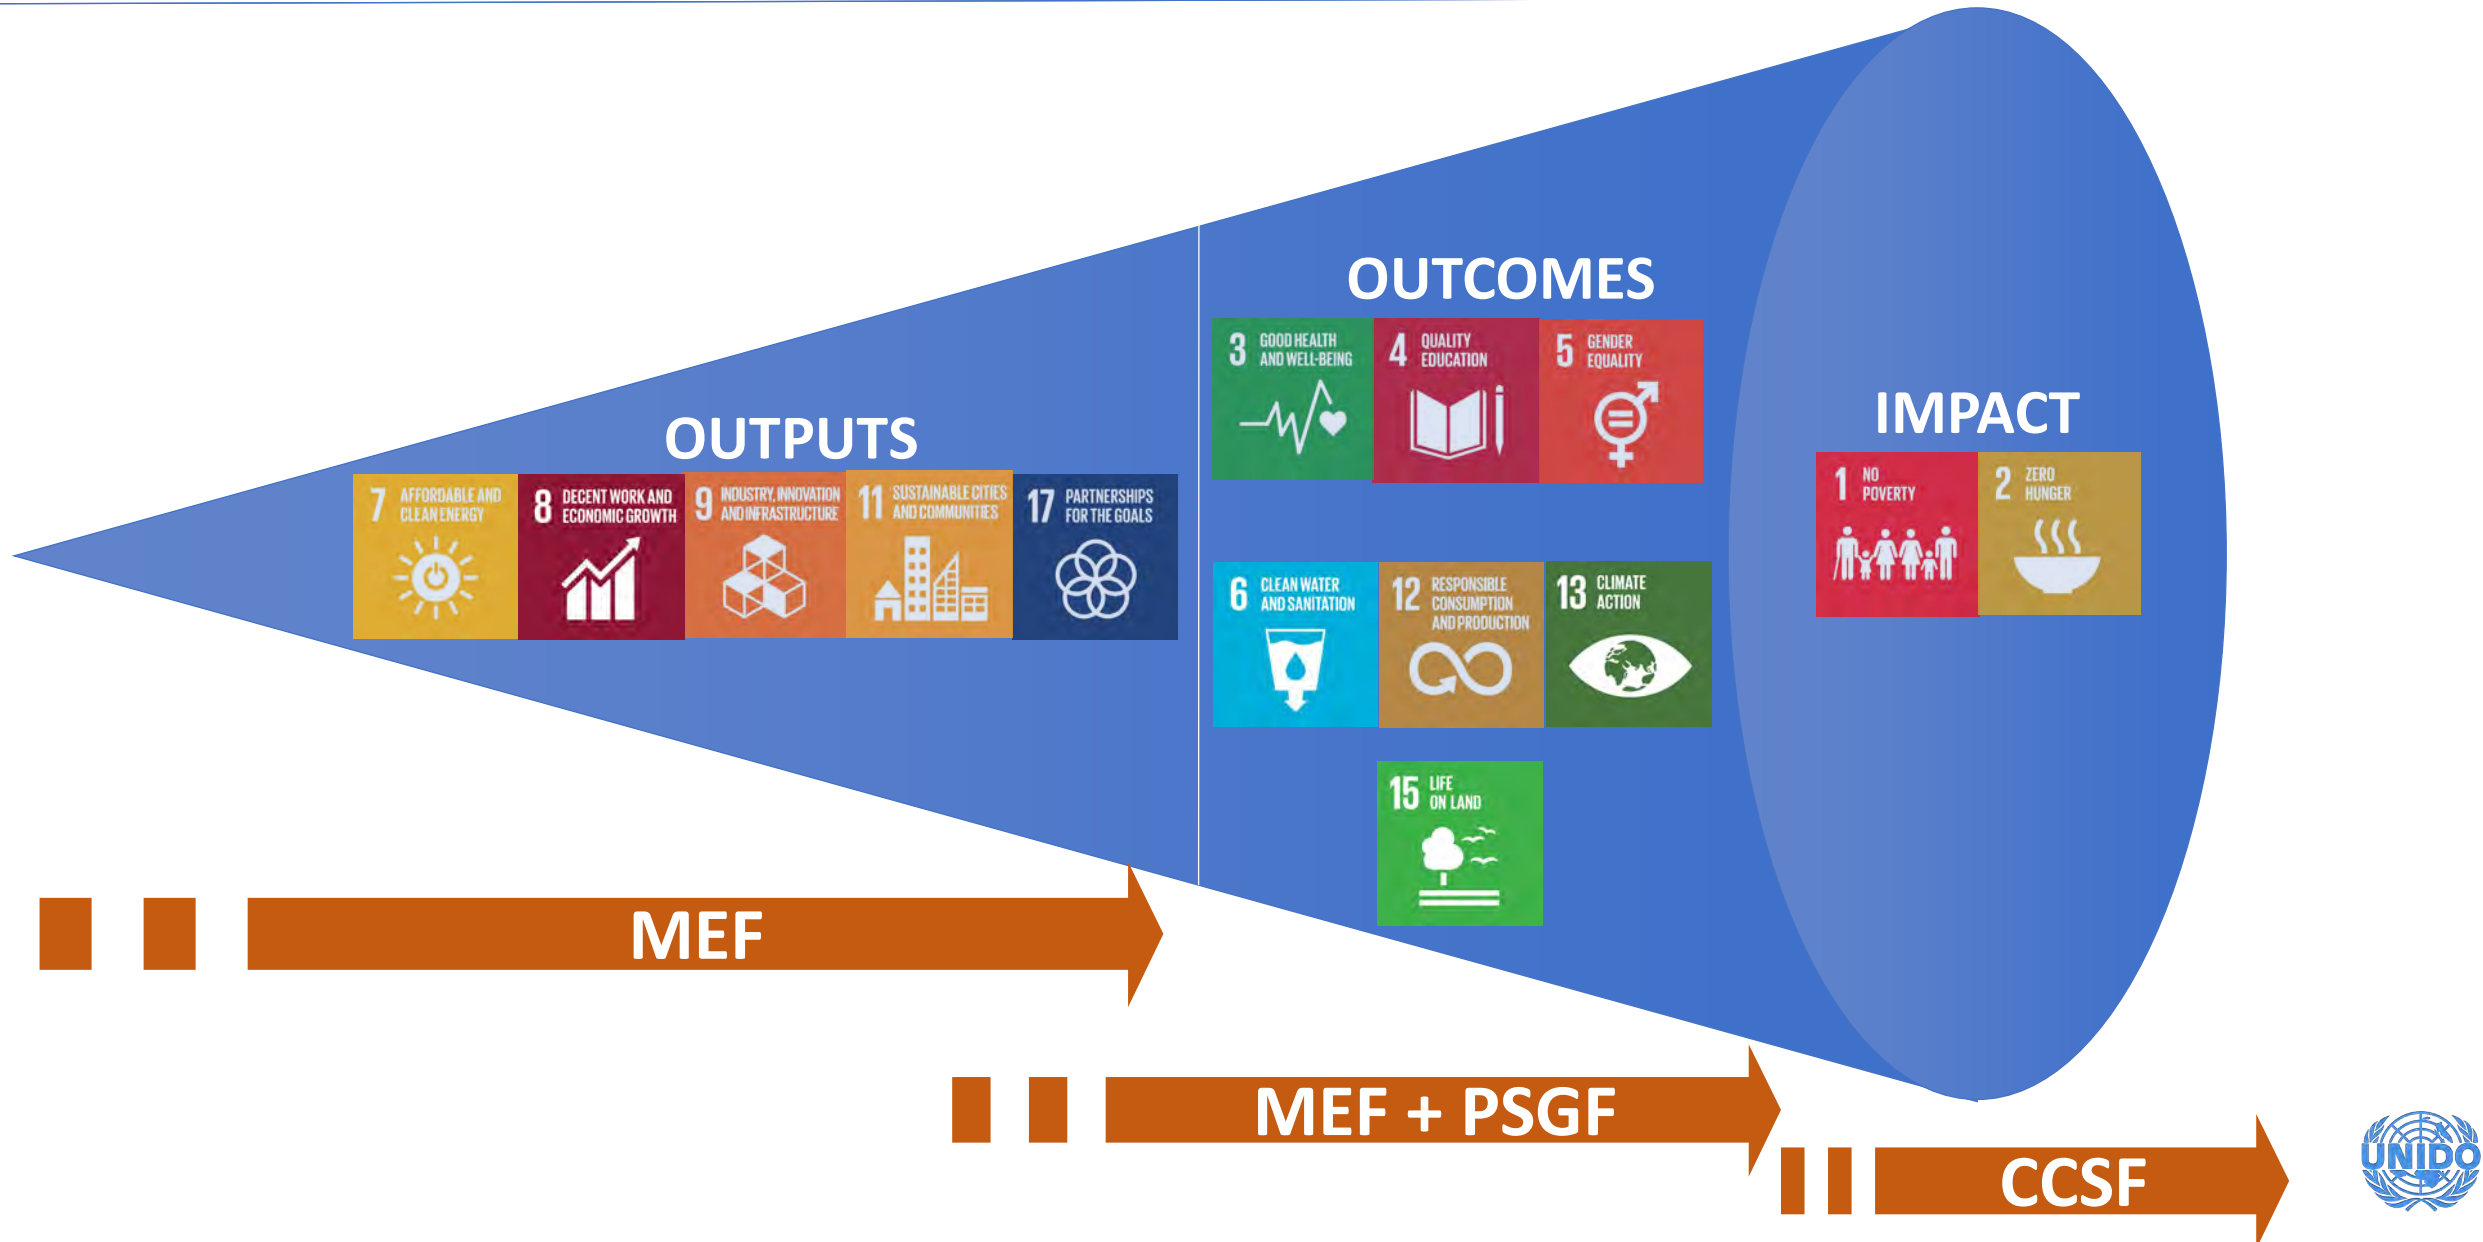 OUTPUTS
7 AFFORDABLE AND
CLEAN ENERGY
8 DECENT WORK AND
ECONOMIC GROWTH
9 INDUSTRY, INNOVATION
AND INFRASTRUCTURE
11 SUSTAINABLE CITIES
AND COMMUNITIES
17 PARTNERSHIPS
FOR THE GOALS
OUTCOMES
3 GOOD HEALTH
AND WELL-BEING
4 QUALITY
EDUCATION
5 GENDER
EQUALITY
6 CLEAN WATER
AND SANITATION
12 RESPONSIBLE
CONSUMPTION
AND PRODUCTION
13 CLIMATE
ACTION
15 LIFE
ON LAND
IMPACT
1 NO
POVERTY
2 ZERO
HUNGER
MEF
MEF + PSGF
CCSF
UNIDO